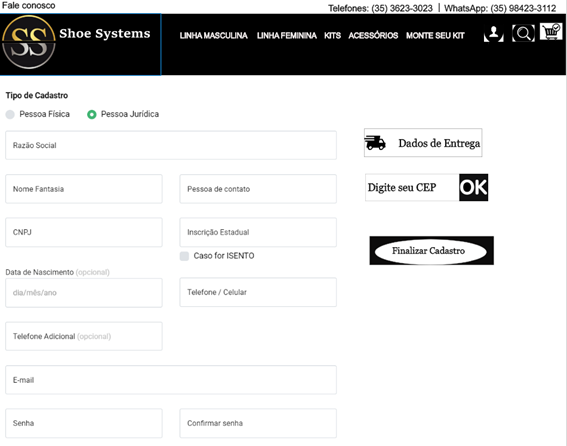 Fale conosco
Telefones: (35) 3623-3023 | WhatsApp: (35) 98423-3112
SS Shoe Systems
LINHA MASCULINA LINHA FEMININA KITS ACESSÓRIOS MONTE SEU KIT
Tipo de Cadastro
Pessoa Física Pessoa Jurídica
Razão Social
Dados de Entrega
Nome Fantasia Pessoa de contato
Digite seu CEP OK
CNPJ Inscrição Estadual
Caso for ISENTO
Finalizar Cadastro
Data de Nascimento (opcional)
dia/mês/ano Telefone / Celular
Telefone Adicional (opcional)
E-mail
Senha Confirmar senha